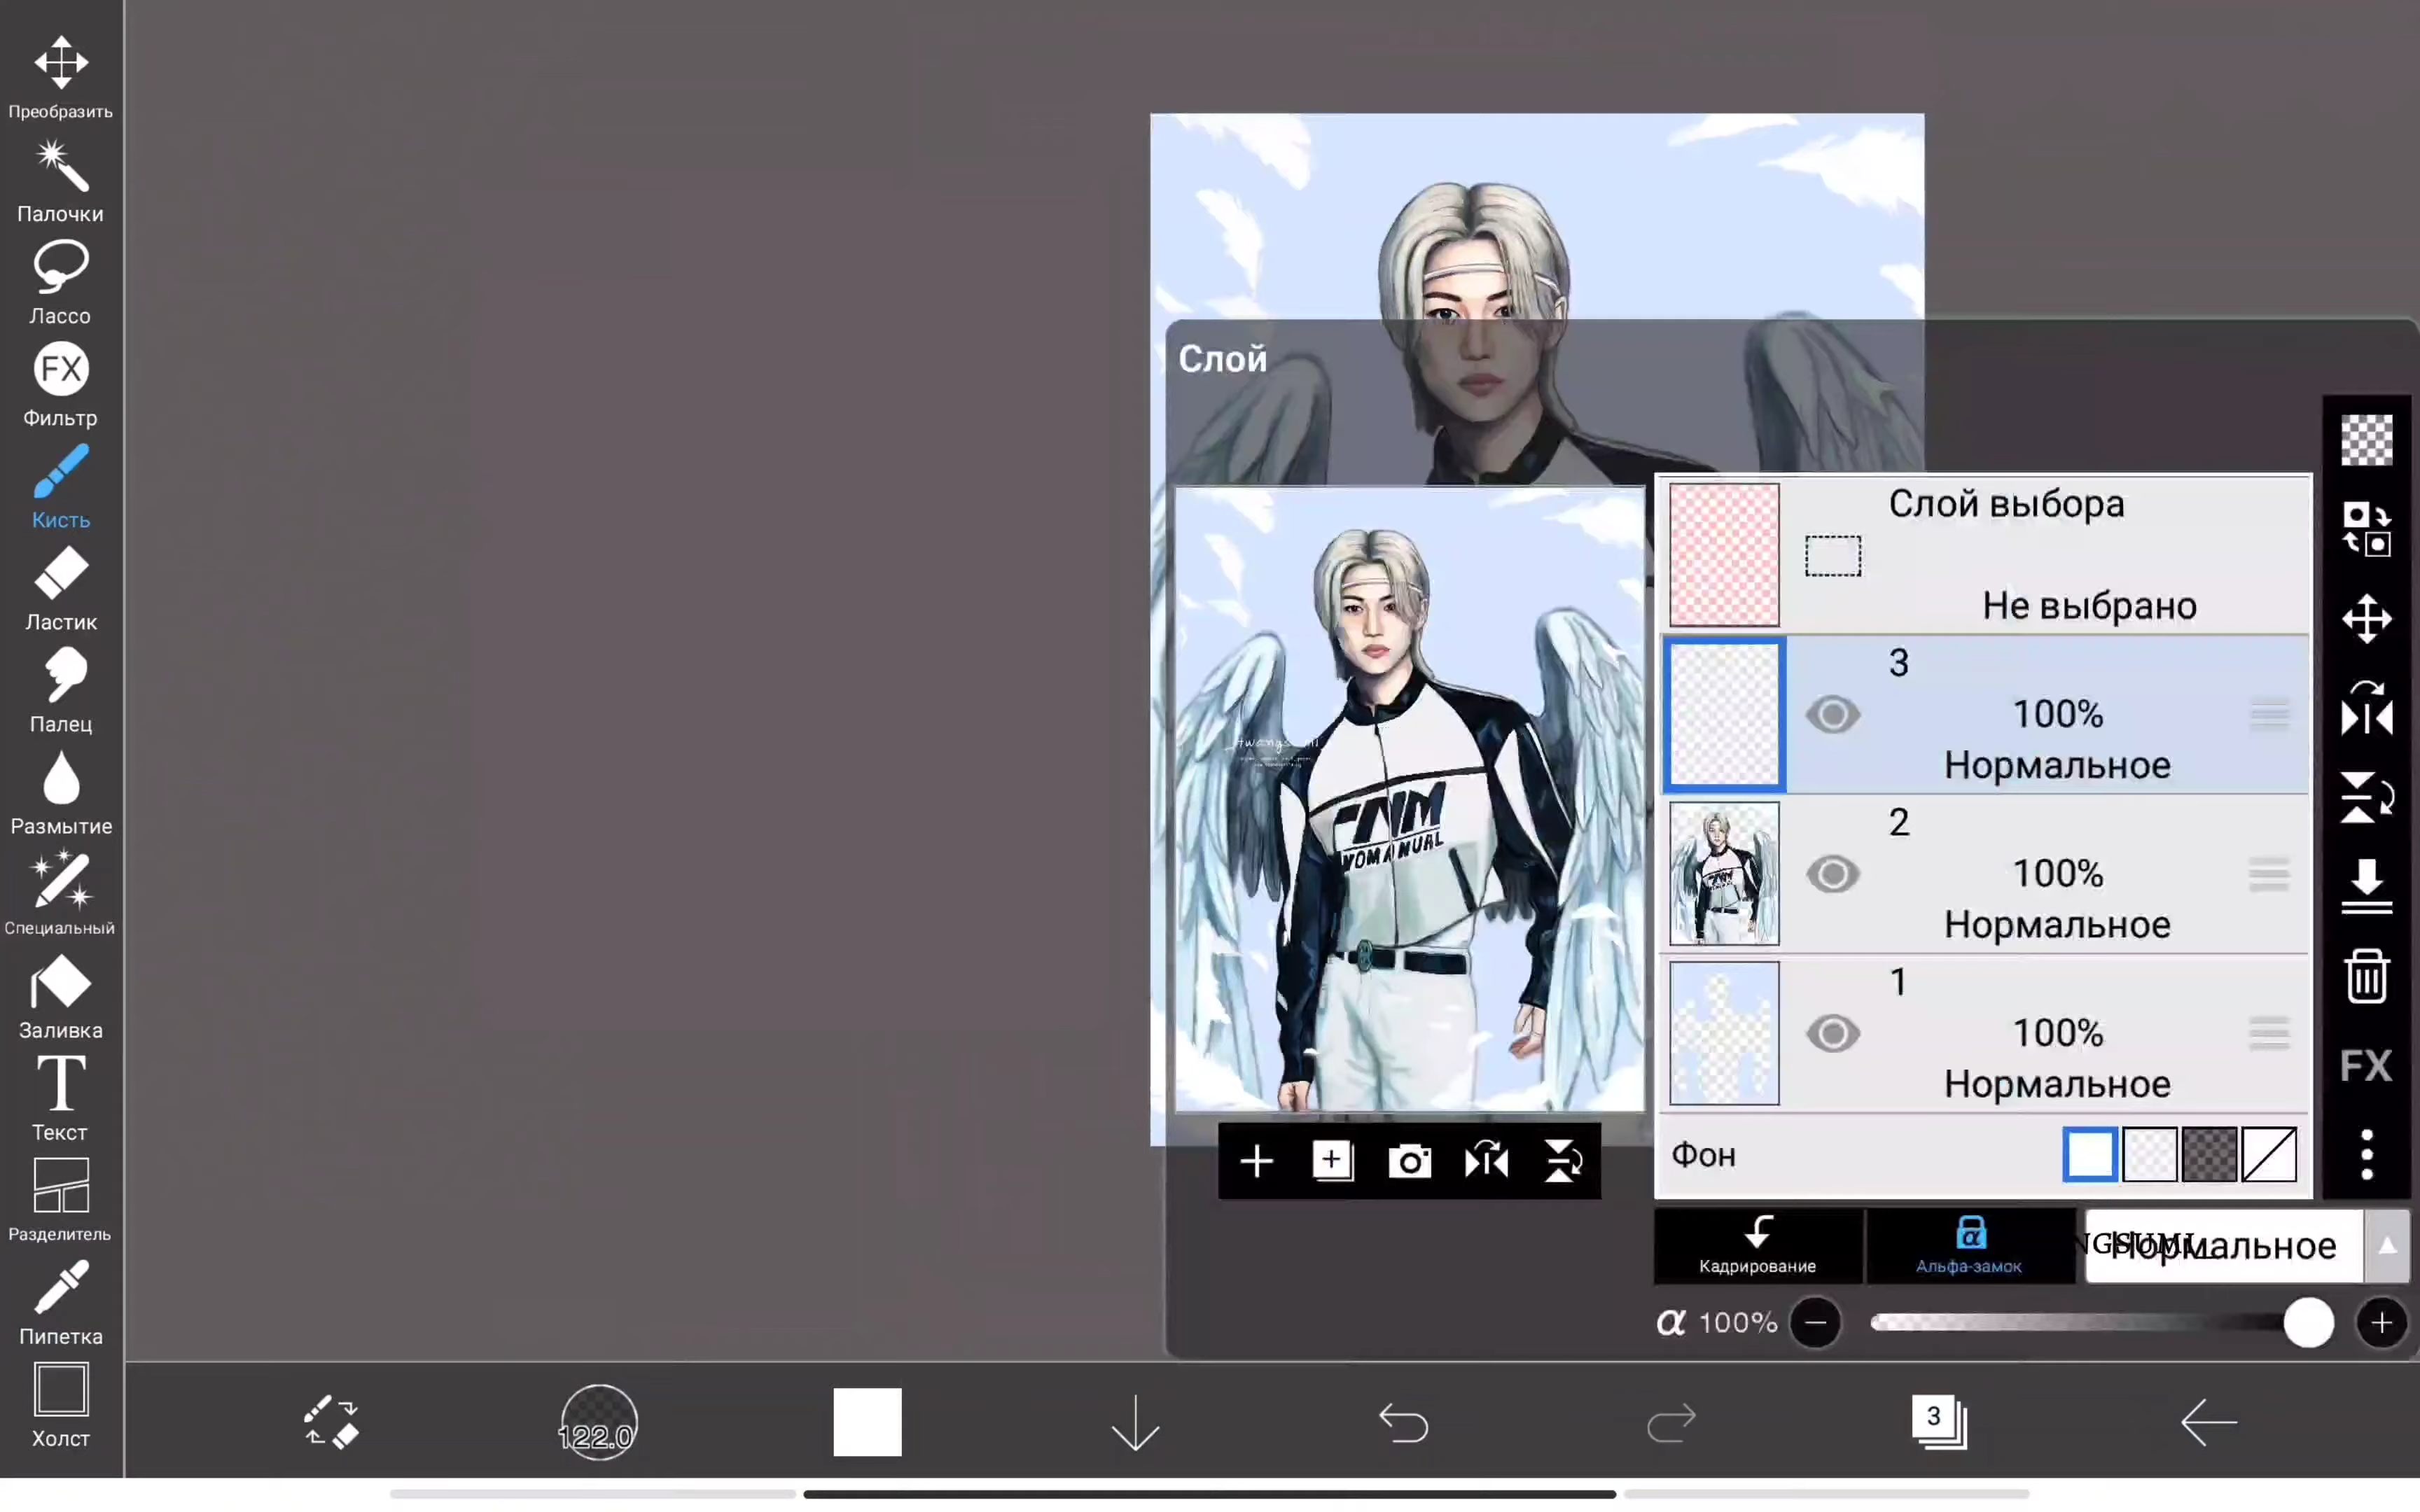 Преобразить
Палочки
Лассо
FX
Фильтр
Кисть
Ластик
Палец
Размытие
Специальный
Заливка
T
Текст
Разделитель
Пипетка
Холст
Слой
Слой выбора
Не выбрано
3
100%
Нормальное
2
100%
Нормальное
1
100%
Нормальное
Фон
FX
Кадрирование
α
Альфа-замок
NGSUMI_
Нормальное
α 100%
122.0
3